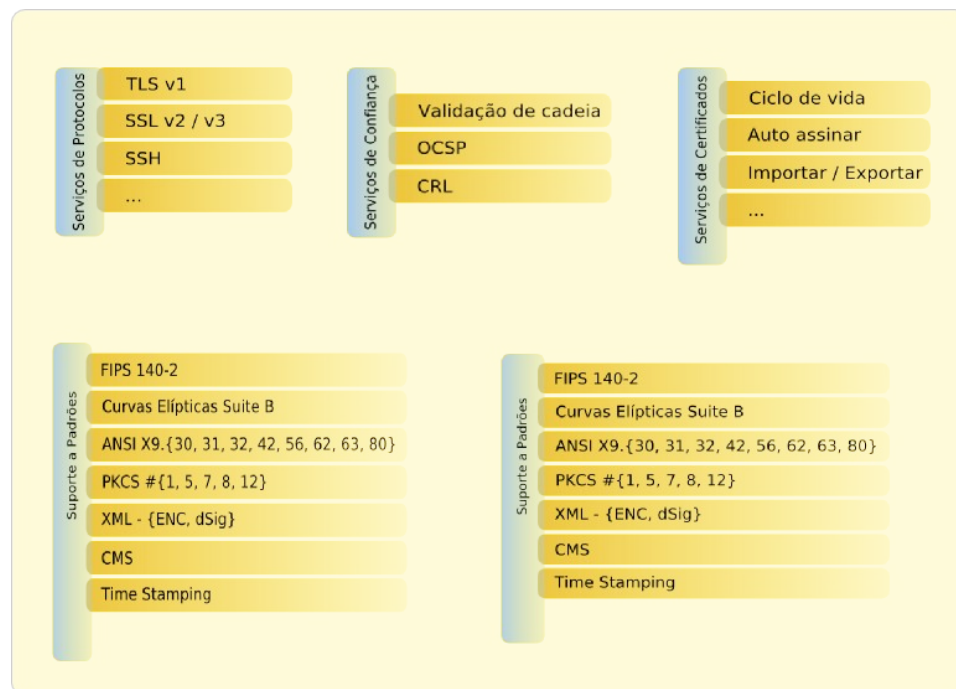 Serviços de Protocolos
TLS v1
SSL v2 / v3
SSH
...
Serviços de Confiança
Validação de cadeia
OCSP
CRL
Serviços de Certificados
Ciclo de vida
Auto assinar
Importar / Exportar
...
Suporte a Padrões
FIPS 140-2
Curvas Elípticas Suite B
ANSI X9.{30, 31, 32, 42, 56, 62, 63, 80}
PKCS #{1, 5, 7, 8, 12}
XML - {ENC, dSig}
CMS
Time Stamping
Suporte a Padrões
FIPS 140-2
Curvas Elípticas Suite B
ANSI X9.{30, 31, 32, 42, 56, 62, 63, 80}
PKCS #{1, 5, 7, 8, 12}
XML - {ENC, dSig}
CMS
Time Stamping